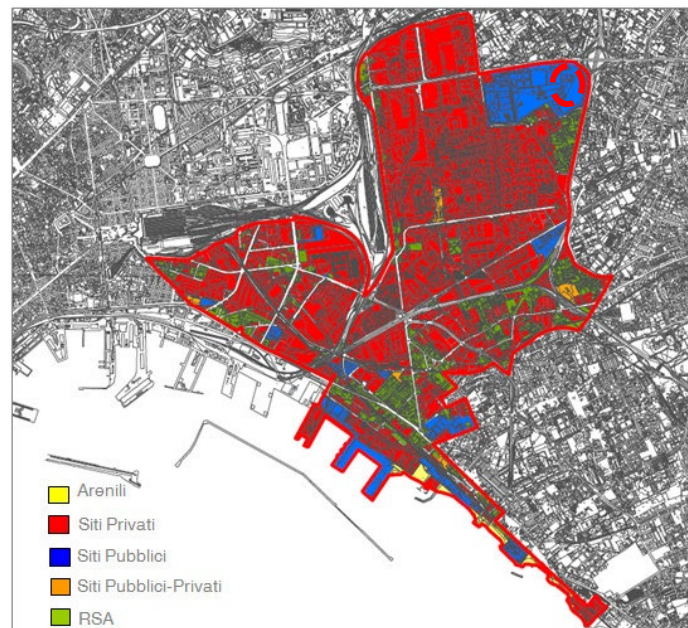 Arenili
Siti Privati
Siti Pubblici
Siti Pubblici-Privati
RSA